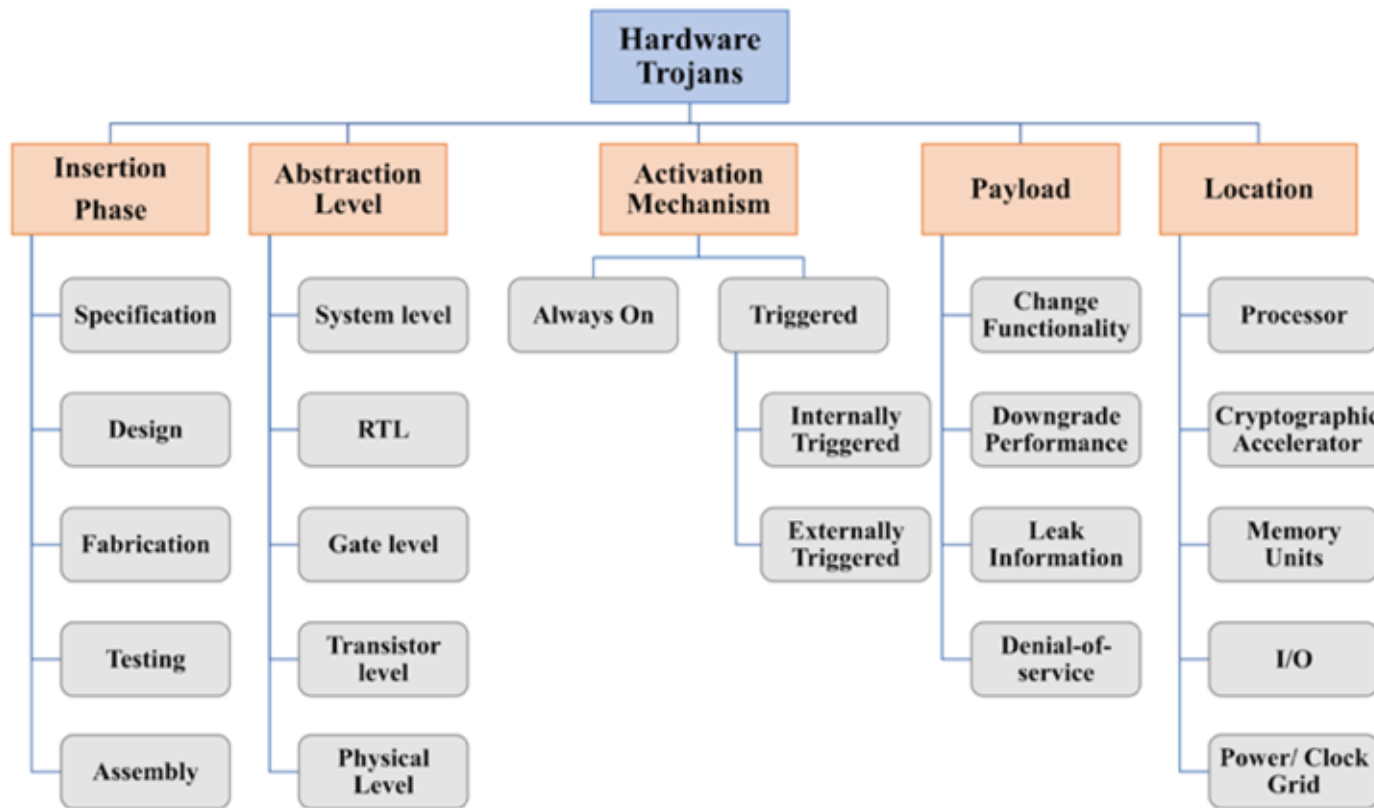 Hardware
Trojans
Insertion
Phase
Abstraction
Level
Activation
Mechanism
Payload
Location
Specification
System level
Always On
Triggered
Change
Functionality
Processor
Design
RTL
Internally
Triggered
Downgrade
Performance
Cryptographic
Accelerator
Fabrication
Gate level
Externally
Triggered
Leak
Information
Memory
Units
Testing
Transistor
level
Denial-of-
service
I/O
Assembly
Physical
Level
Power/ Clock
Grid